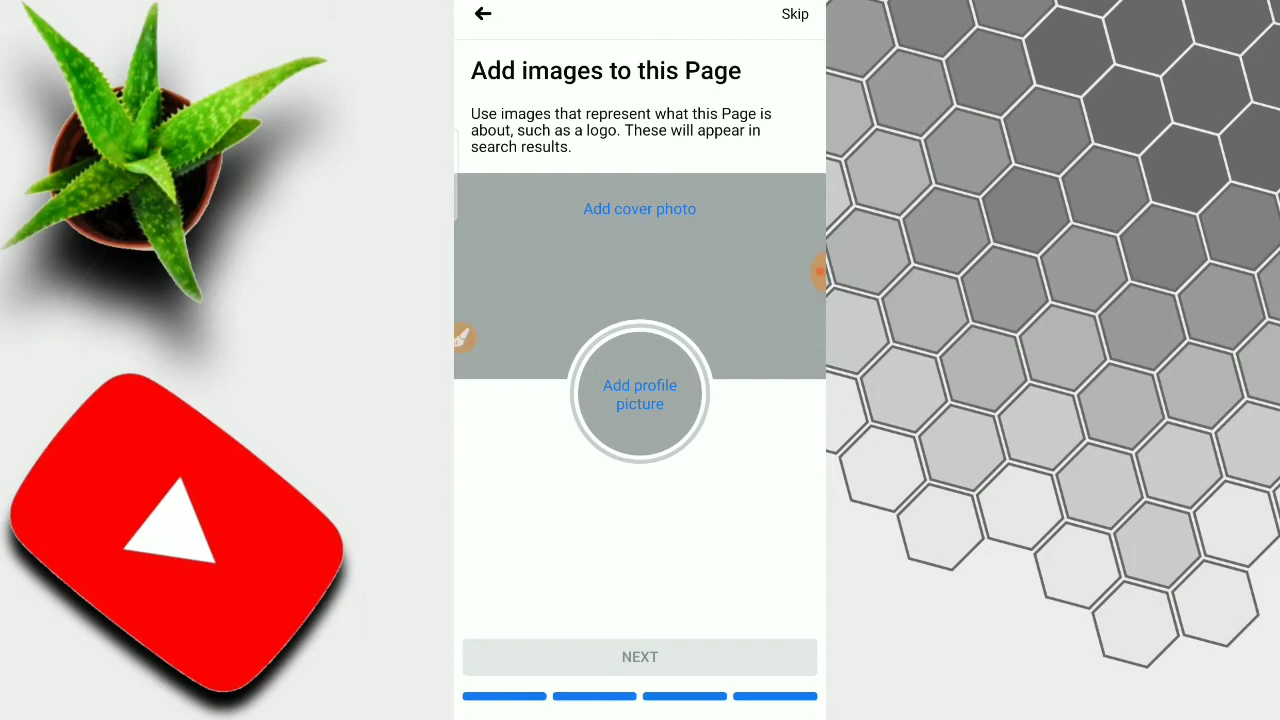 Skip
Add images to this Page
Use images that represent what this Page is
about, such as a logo. These will appear in
search results.
Add cover photo
Add profile
picture
NEXT